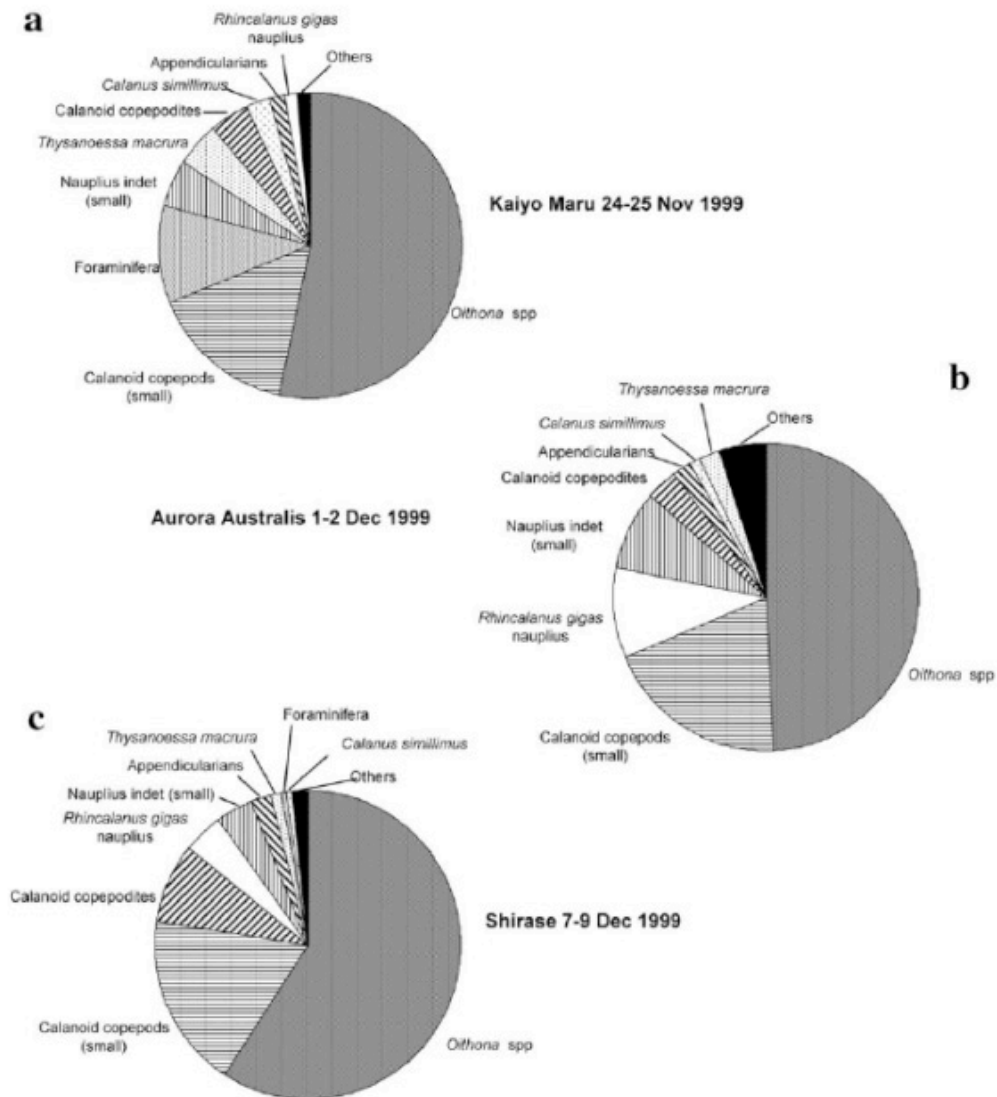 a
Rhincalanus gigas
nauplius
Others
Appendicularians
Calanus simillimus
Calanoid copepodites
Thysanoessa macrura
Nauplius indet
(small)
Foraminifera
Calanoid copepods
(small)
Oithona spp
Kaiyo Maru 24-25 Nov 1999
b
Thysanoessa macrura
Others
Calanus simillimus
Appendicularians
Calanoid copepodites
Nauplius indet
(small)
Rhincalanus gigas
nauplius
Calanoid copepods
(small)
Oithona spp
Aurora Australis 1-2 Dec 1999
c
Foraminifera
Thysanoessa macrura
Calanus simillimus
Appendicularians
Others
Nauplius indet (small)
Rhincalanus gigas
nauplius
Calanoid copepodites
Calanoid copepods
(small)
Oithona spp
Shirase 7-9 Dec 1999